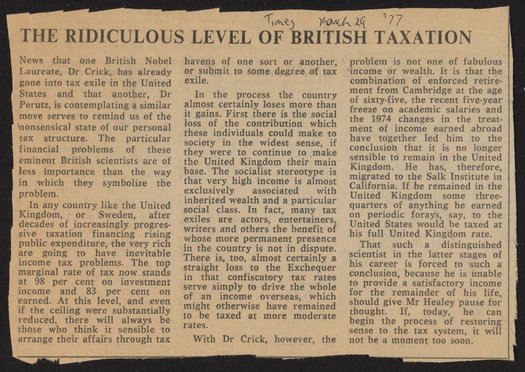 Times March 29 '77
THE RIDICULOUS LEVEL OF BRITISH TAXATION
News that one British Nobel
Laureate, Dr Crick, has already
gone into tax exile in the United
States and that another, Dr
Perutz, is contemplating a similar
move serves to remind us of the
nonsensical state of our personal
tax structure. The particular
financial problems of these
eminent British scientists are of
less importance than the way
in which they symbolize the
problem.
In any country like the United
Kingdom, or Sweden, after
decades of increasingly progres-
sive taxation financing rising
public expenditure, the very rich
are going to have inevitable
income tax problems. The top
marginal rate of tax now stands
at 98 per cent on investment
income and 83 per cent on
earned. At this level, and even
if the ceiling were substantially
reduced, there will always be
those who think it sensible to
arrange their affairs through tax
havens of one sort or another,
or submit to some degree of tax
exile.
In the process the country
almost certainly loses more than
it gains. First there is the social
loss of the contribution which
these individuals could make to
society in the widest sense, if
they were to continue to make
the United Kingdom their main
base. The socialist stereotype is
that very high income is almost
exclusively associated with
inherited wealth and a particular
social class. In fact, many tax
exiles are actors, entertainers,
writers and others the benefit of
whose more permanent presence
in the country is not in dispute.
There is, too, almost certainly a
straight loss to the Exchequer
in that confiscatory tax rates
serve simply to drive the whole
of an income overseas, which
might otherwise have remained
to be taxed at more moderate
rates.
With Dr Crick, however, the
problem is not one of fabulous
income or wealth. It is that the
combination of enforced retire-
ment from Cambridge at the age
of sixty-five, the recent five-year
freeze on academic salaries and
the 1974 changes in the treat-
ment of income earned abroad
have together led him to the
conclusion that it is no longer
sensible to remain in the United
Kingdom. He has, therefore,
migrated to the Salk Institute in
California. If he remained in the
United Kingdom some three-
quarters of anything he earned
on periodic forays, say, to the
United States would be taxed at
his full United Kingdom rate.
That such a distinguished
scientist in the latter stages of
his career is forced to such a
conclusion, because he is unable
to provide a satisfactory income
for the remainder of his life,
should give Mr Healey pause for
thought. If, today, he can
begin the process of restoring
sense to the tax system, it will
not be a moment too soon.